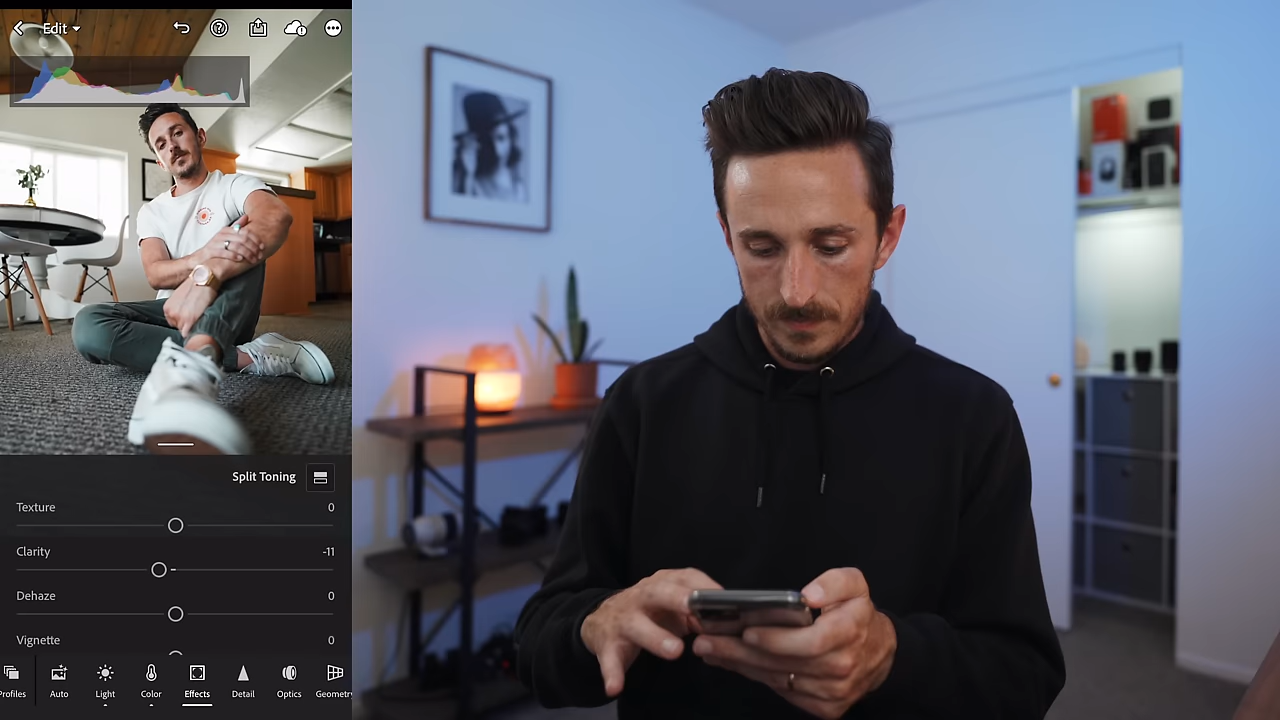 Edit
Split Toning
Texture 0
Clarity -11
Dehaze 0
Vignette 0
Profiles Auto Light Color Effects Detail Optics Geometry